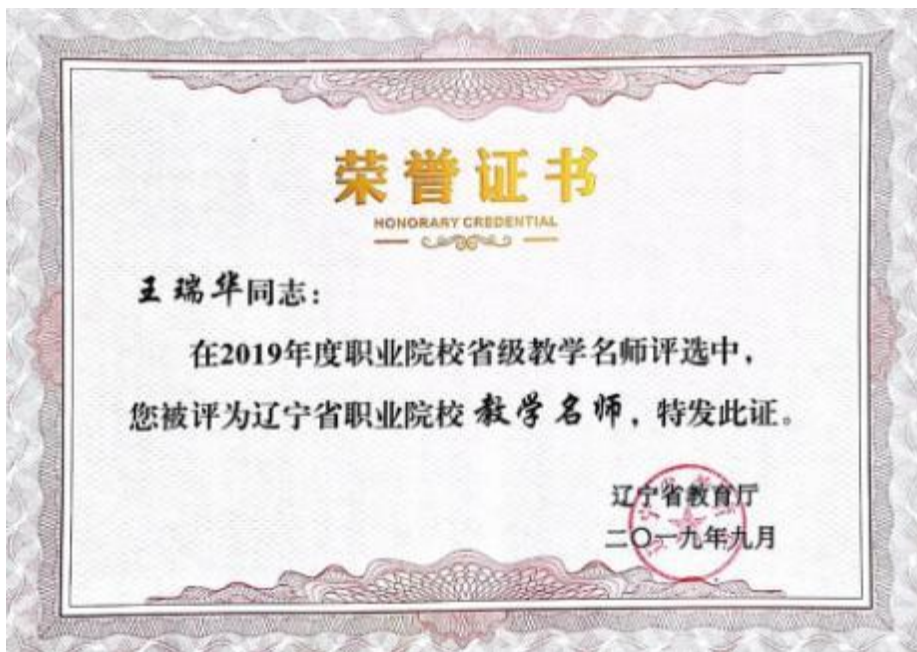 荣誉证书
HONORARY CREDENTIAL
王瑞华同志：
在2019年度职业院校省级教学名师评选中，
您被评为辽宁省职业院校 教学名师，特发此证。
辽宁省教育厅
二〇一九年九月